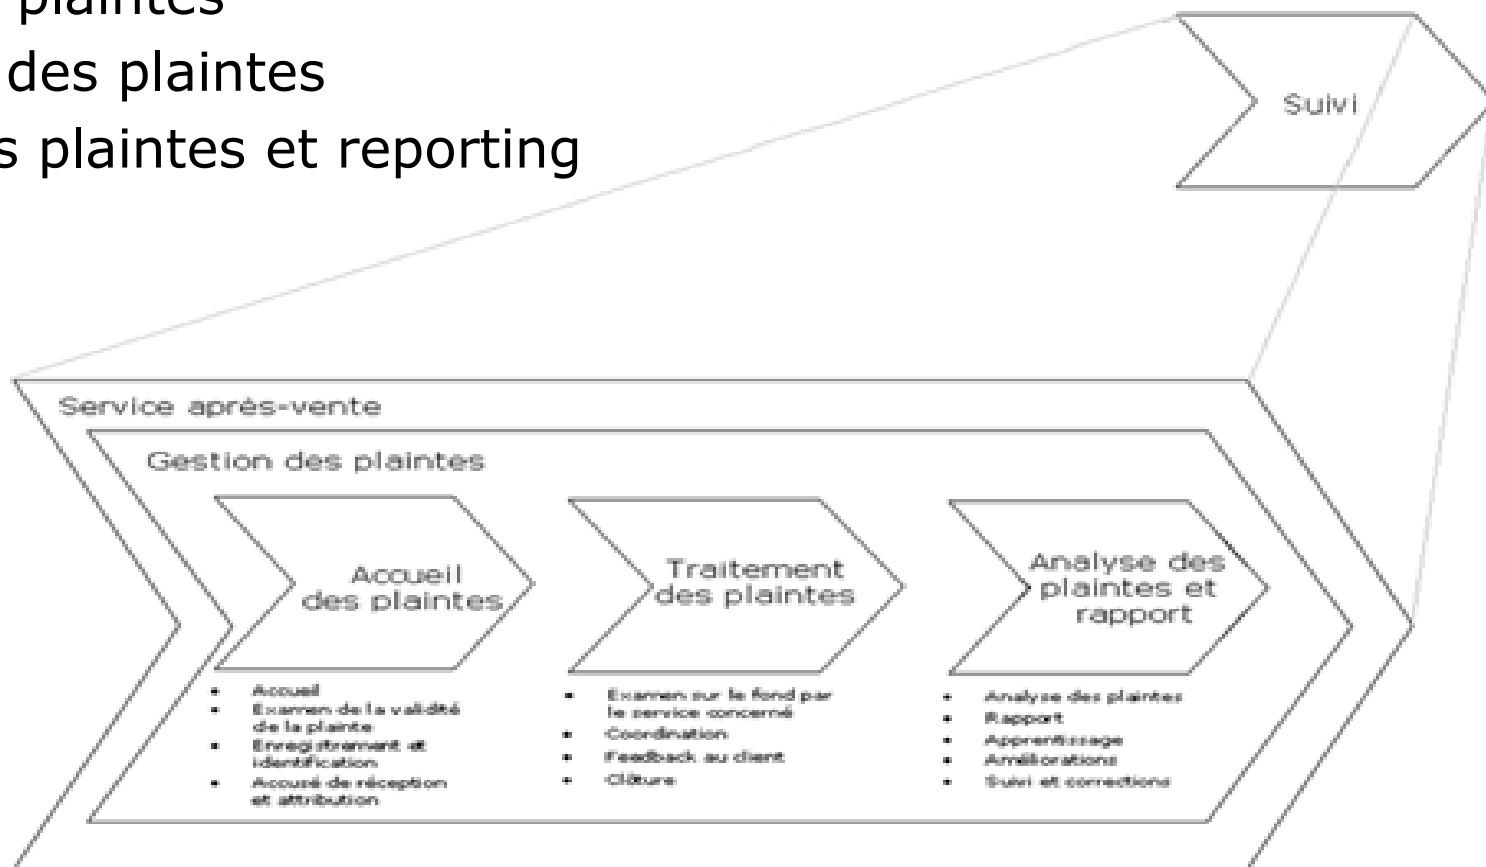 plaintes
des plaintes
s plaintes et reporting
Suivi
Service après-vente
Gestion des plaintes
Accueil
des plaintes
Traitement
des plaintes
Analyse des
plaintes et
rapport
• Accueil
• Examen de la validité
de la plainte
• Enregistrement et
identification
• Accusé de réception
et attribution
• Examen sur le fond par
le service concerné
• Coordination
• Feedback au client
• Clôture
• Analyse des plaintes
• Rapport
• Apprentissage
• Améliorations
• Suivi et corrections